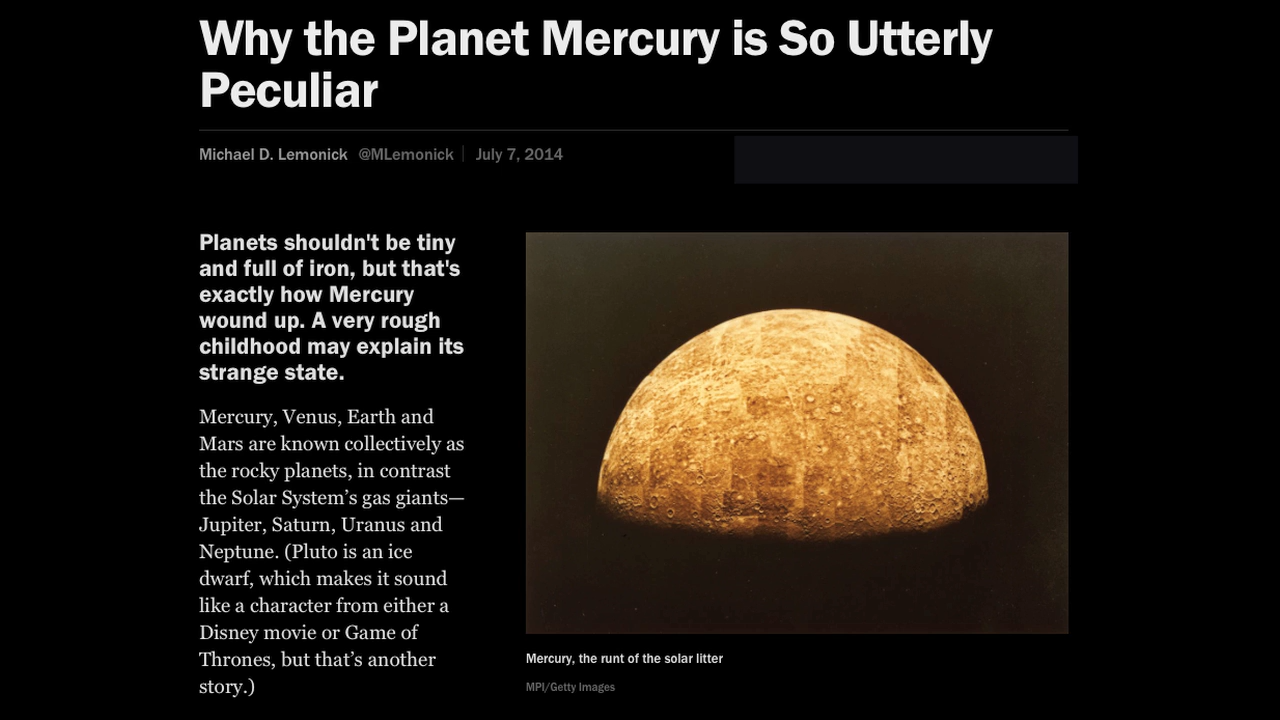 Why the Planet Mercury is So Utterly
Peculiar
Michael D. Lemonick @MLemonick | July 7, 2014
Planets shouldn't be tiny
and full of iron, but that's
exactly how Mercury
wound up. A very rough
childhood may explain its
strange state.
Mercury, Venus, Earth and
Mars are known collectively as
the rocky planets, in contrast
the Solar System’s gas giants—
Jupiter, Saturn, Uranus and
Neptune. (Pluto is an ice
dwarf, which makes it sound
like a character from either a
Disney movie or Game of
Thrones, but that’s another
story.)
Mercury, the runt of the solar litter
MPI/Getty Images